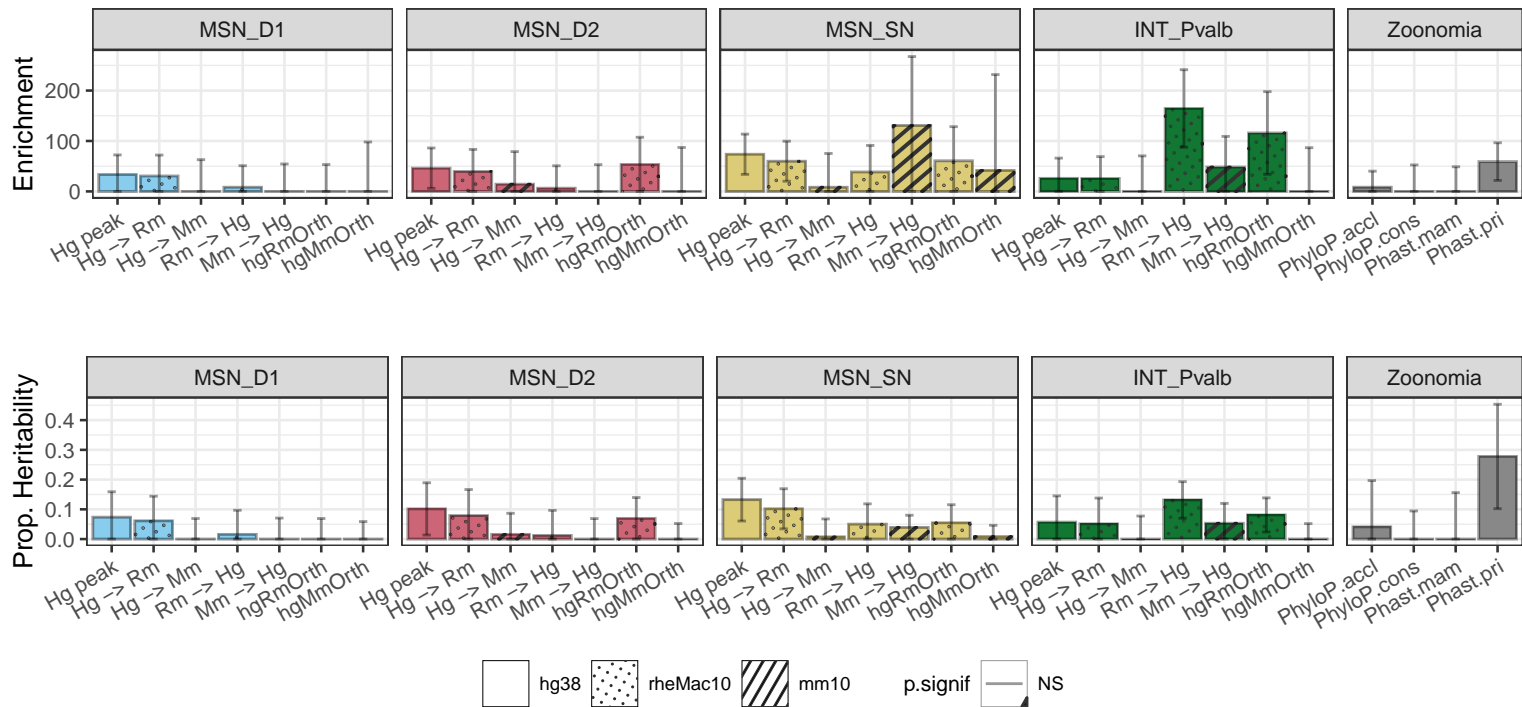 MSN_D1 MSN_D2 MSN_SN INT_Pvalb Zoonomia
Enrichment
200
100
0
Hg peak Hg −> Rm Hg −> Mm Rm −> Hg Mm −> Hg hgRmOrth hgMmOrth Hg peak Hg −> Rm Hg −> Mm Rm −> Hg Mm −> Hg hgRmOrth hgMmOrth Hg peak Hg −> Rm Hg −> Mm Rm −> Hg Mm −> Hg hgRmOrth hgMmOrth Hg peak Hg −> Rm Hg −> Mm Rm −> Hg Mm −> Hg hgRmOrth hgMmOrth PhyloP.accl PhyloP.cons Phast.mam Phast.pri
MSN_D1 MSN_D2 MSN_SN INT_Pvalb Zoonomia
Prop. Heritability
0.4
0.3
0.2
0.1
0.0
Hg peak Hg −> Rm Hg −> Mm Rm −> Hg Mm −> Hg hgRmOrth hgMmOrth Hg peak Hg −> Rm Hg −> Mm Rm −> Hg Mm −> Hg hgRmOrth hgMmOrth Hg peak Hg −> Rm Hg −> Mm Rm −> Hg Mm −> Hg hgRmOrth hgMmOrth Hg peak Hg −> Rm Hg −> Mm Rm −> Hg Mm −> Hg hgRmOrth hgMmOrth PhyloP.accl PhyloP.cons Phast.mam Phast.pri
hg38 rheMac10 mm10 p.signif NS